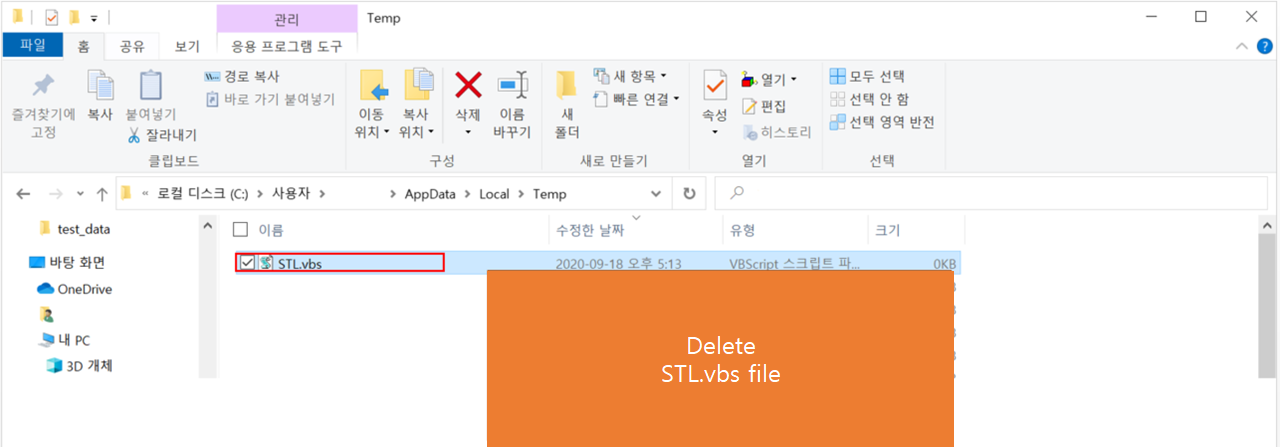 관리
Temp
파일
홈
공유
보기
응용 프로그램 도구
즐겨찾기에
고정
복사
붙여넣기
경로 복사
바로 가기 붙여넣기
잘라내기
클립보드
이동
위치
복사
위치
삭제
이름
바꾸기
구성
새
폴더
새 항목
빠른 연결
새로 만들기
속성
열기
편집
히스토리
열기
모두 선택
선택 안 함
선택 영역 반전
선택
« 로컬 디스크 (C:) > 사용자 > > AppData > Local > Temp
test_data
바탕 화면
OneDrive
내 PC
3D 개체
이름
수정한 날짜
유형
크기
STL.vbs
2020-09-18 오후 5:13
VBScript 스크립트 파...
0KB
Delete
STL.vbs file